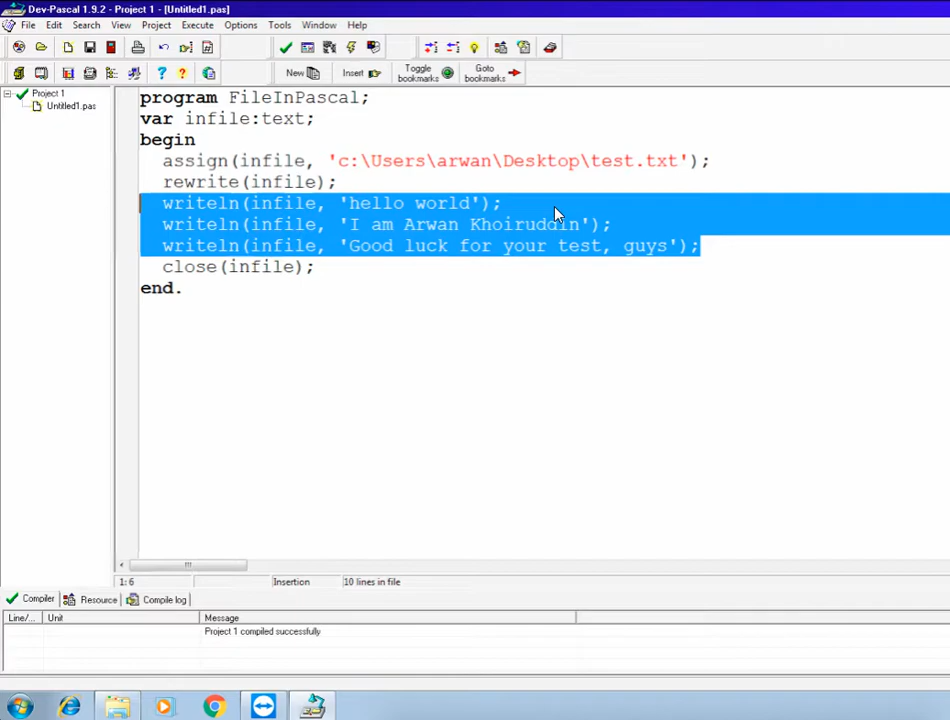 Dev-Pascal 1.9.2 - Project 1 - [Untitled1.pas]
File Edit Search View Project Execute Options Tools Window Help
New Insert Toggle bookmarks Goto bookmarks
Project 1
Untitled1.pas
program FileInPascal;
var infile:text;
begin
assign(infile, 'c:\Users\arwan\Desktop\test.txt');
rewrite(infile);
writeln(infile, 'hello world');
writeln(infile, 'I am Arwan Khoiruddin');
writeln(infile, 'Good luck for your test, guys');
close(infile);
end.
1:6 Insertion 10 lines in file
Compiler Resource Compile log
Line/... Unit Message
Project 1 compiled successfully